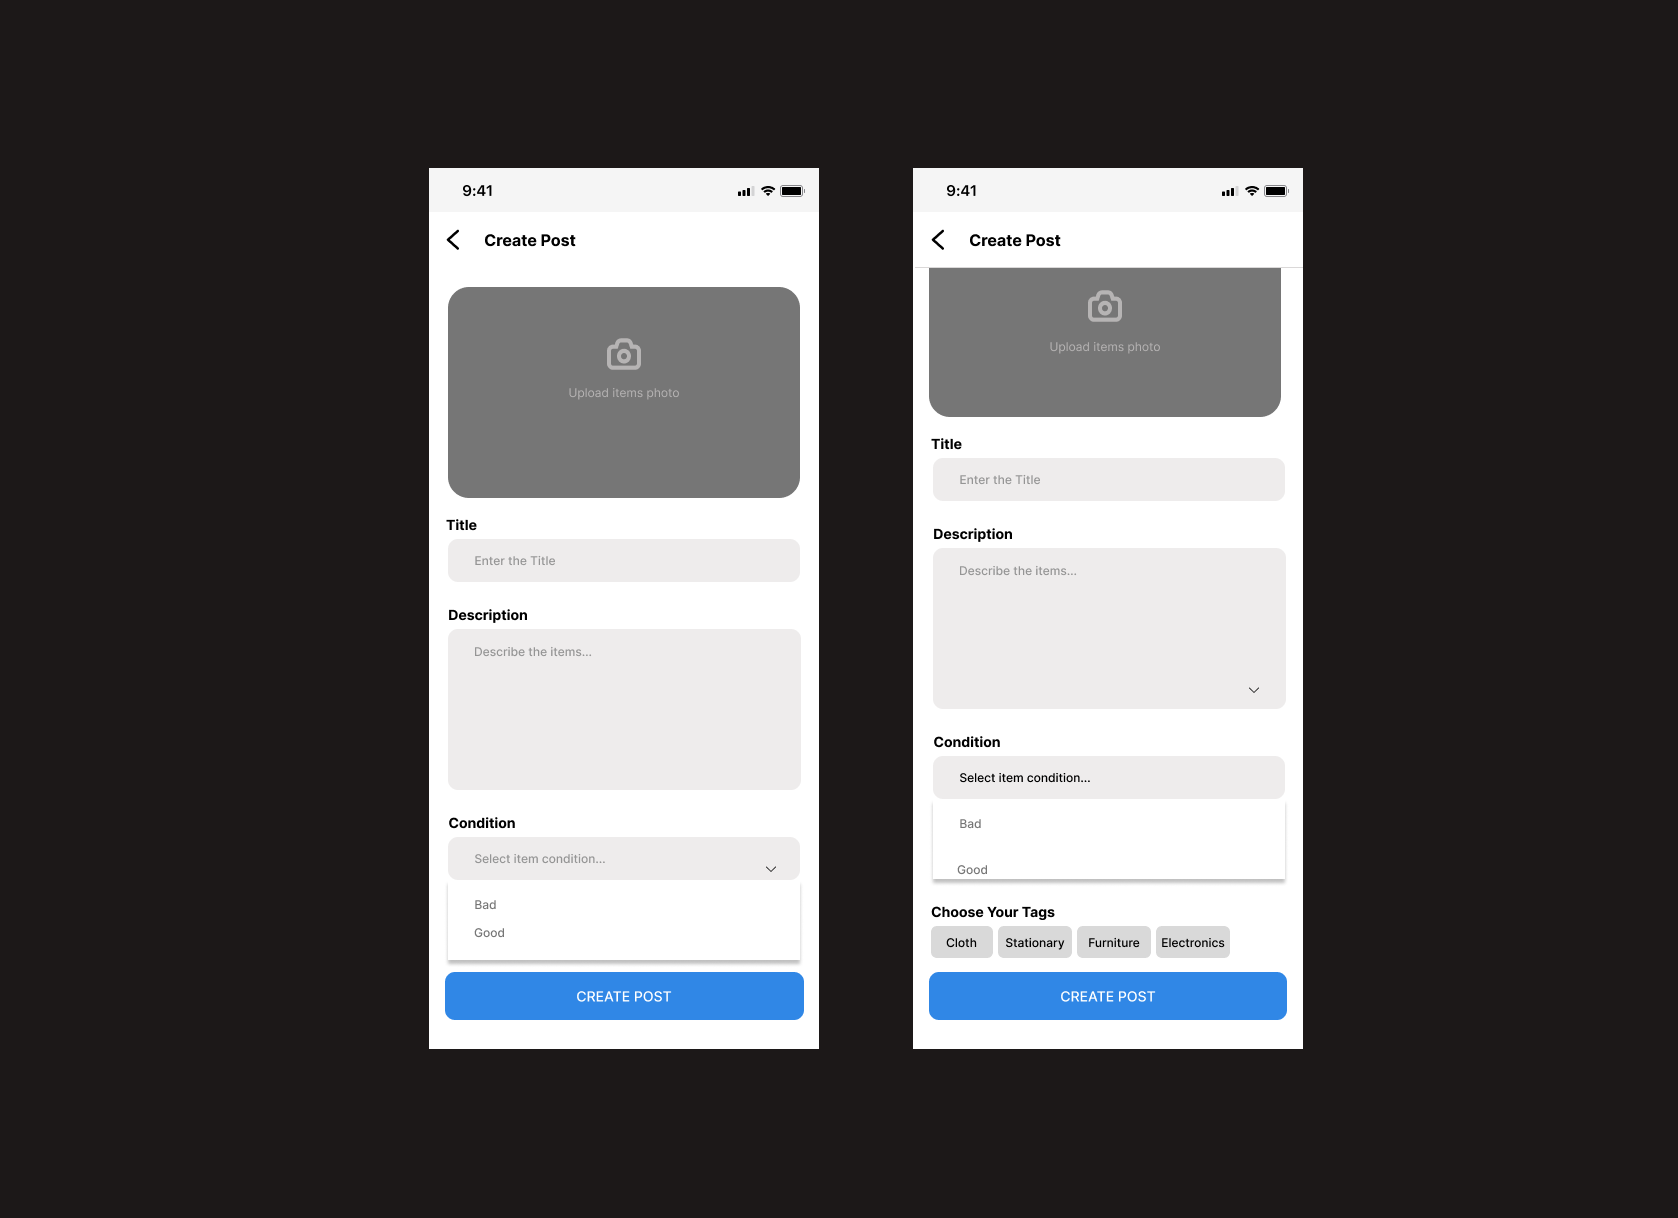 9:41
Create Post
Upload items photo
Title
Enter the Title
Description
Describe the items...
Condition
Select item condition...
Bad
Good
CREATE POST
9:41
Create Post
Upload items photo
Title
Enter the Title
Description
Describe the items...
Condition
Select item condition...
Bad
Good
Choose Your Tags
Cloth Stationary Furniture Electronics
CREATE POST